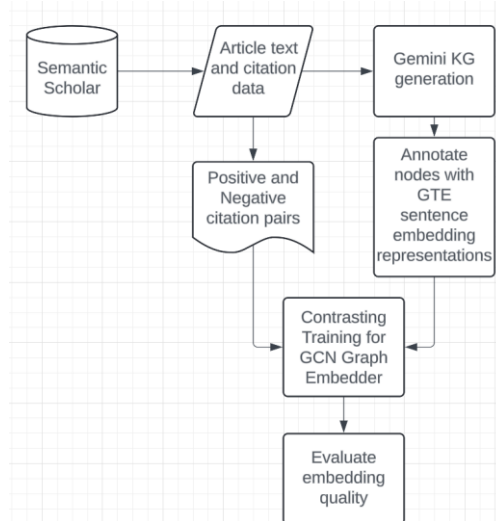 Semantic
Scholar
Article text
and citation
data
Gemini KG
generation
Positive and
Negative
citation pairs
Annotate
nodes with
GTE
sentence
embedding
representations
Contrasting
Training for
GCN Graph
Embedder
Evaluate
embedding
quality